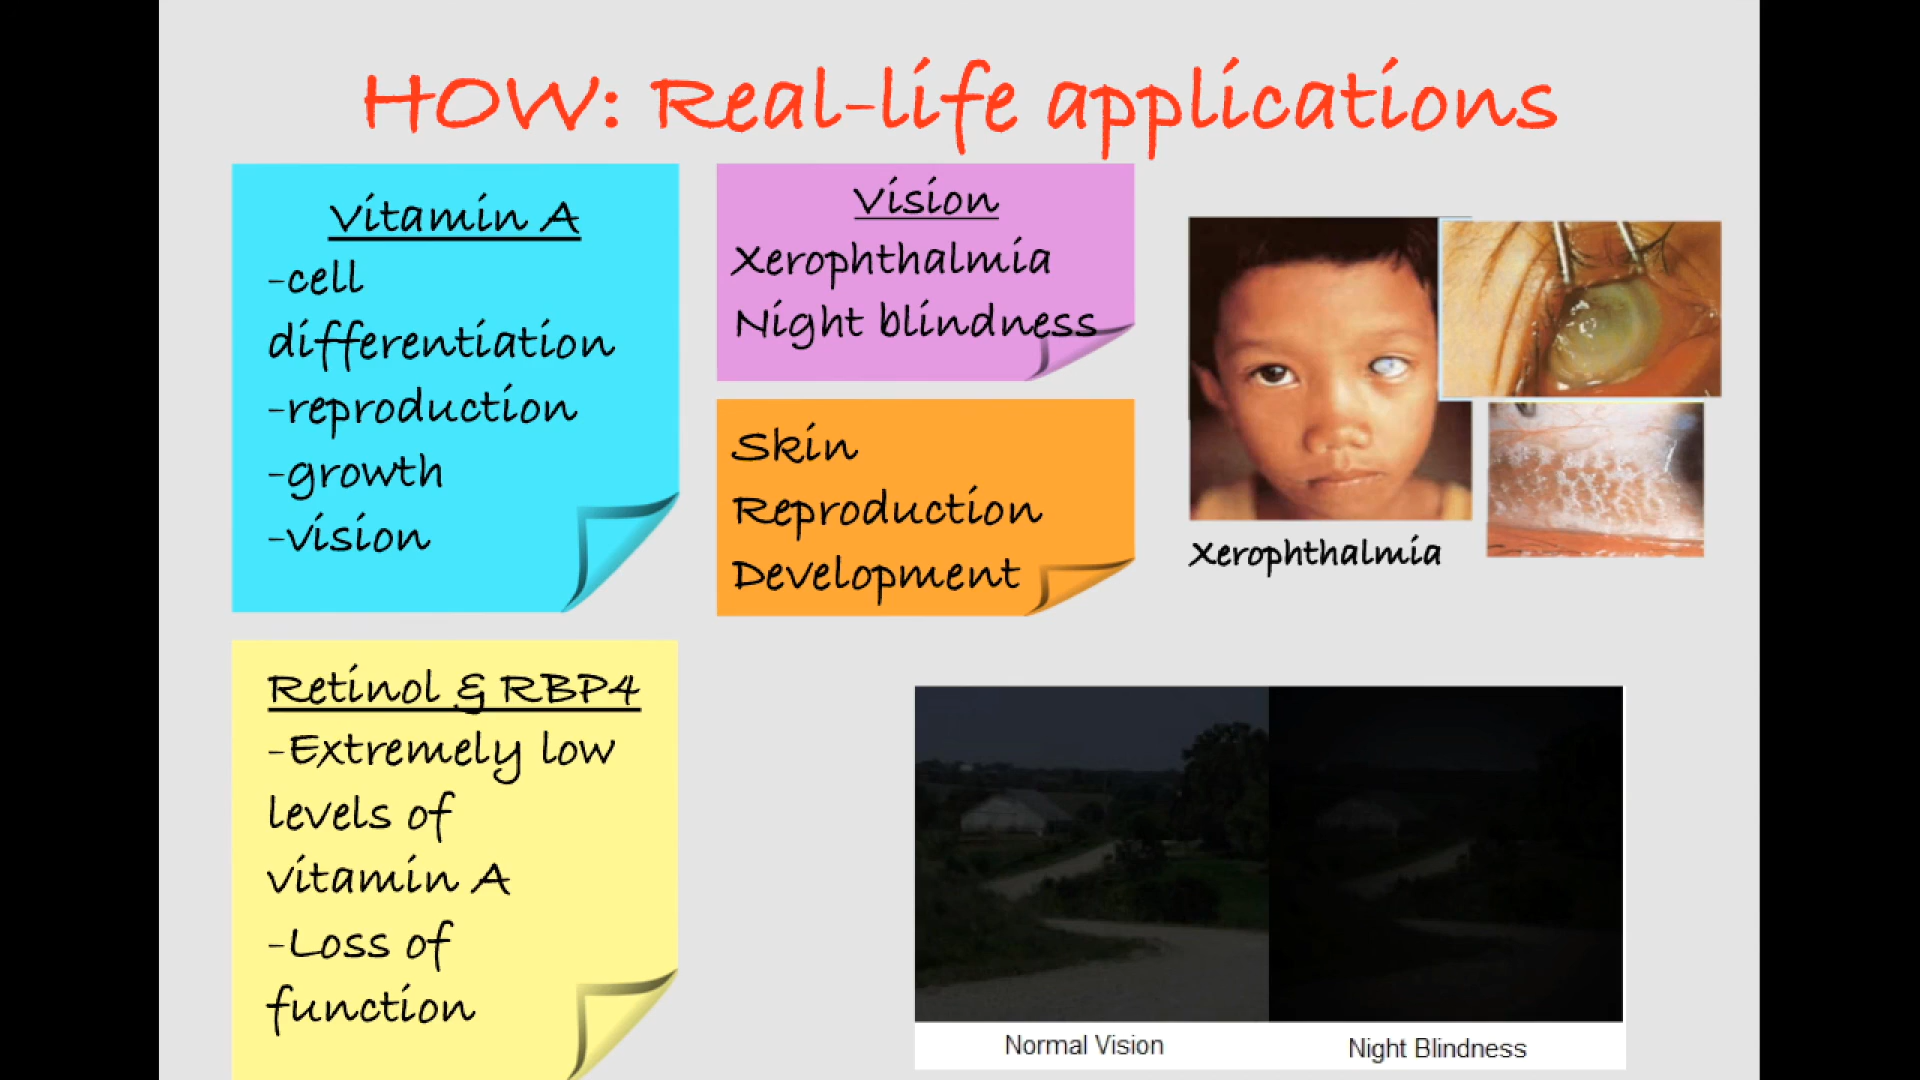 HOW: Real-life applications
Vitamin A
-cell
differentiation
-reproduction
-growth
-vision
Vision
Xerophthalmia
Night blindness
Skin
Reproduction
Development
Xerophthalmia
Retinol & RBP4
-Extremely low
levels of
vitamin A
-Loss of
function
Normal Vision
Night Blindness